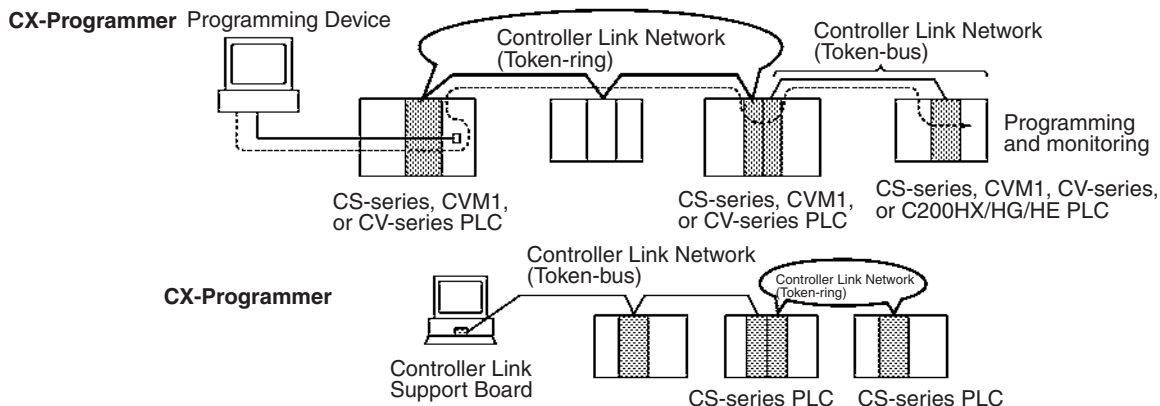 CX-Programmer Programming Device
Controller Link Network
(Token-ring)
Controller Link Network
(Token-bus)
Programming
and monitoring
CS-series, CVM1,
or CV-series PLC
CS-series, CVM1,
or CV-series PLC
CS-series, CVM1, CV-series,
or C200HX/HG/HE PLC
Controller Link Network
(Token-bus)
Controller Link Network
(Token-ring)
CX-Programmer
Controller Link
Support Board
CS-series PLC
CS-series PLC